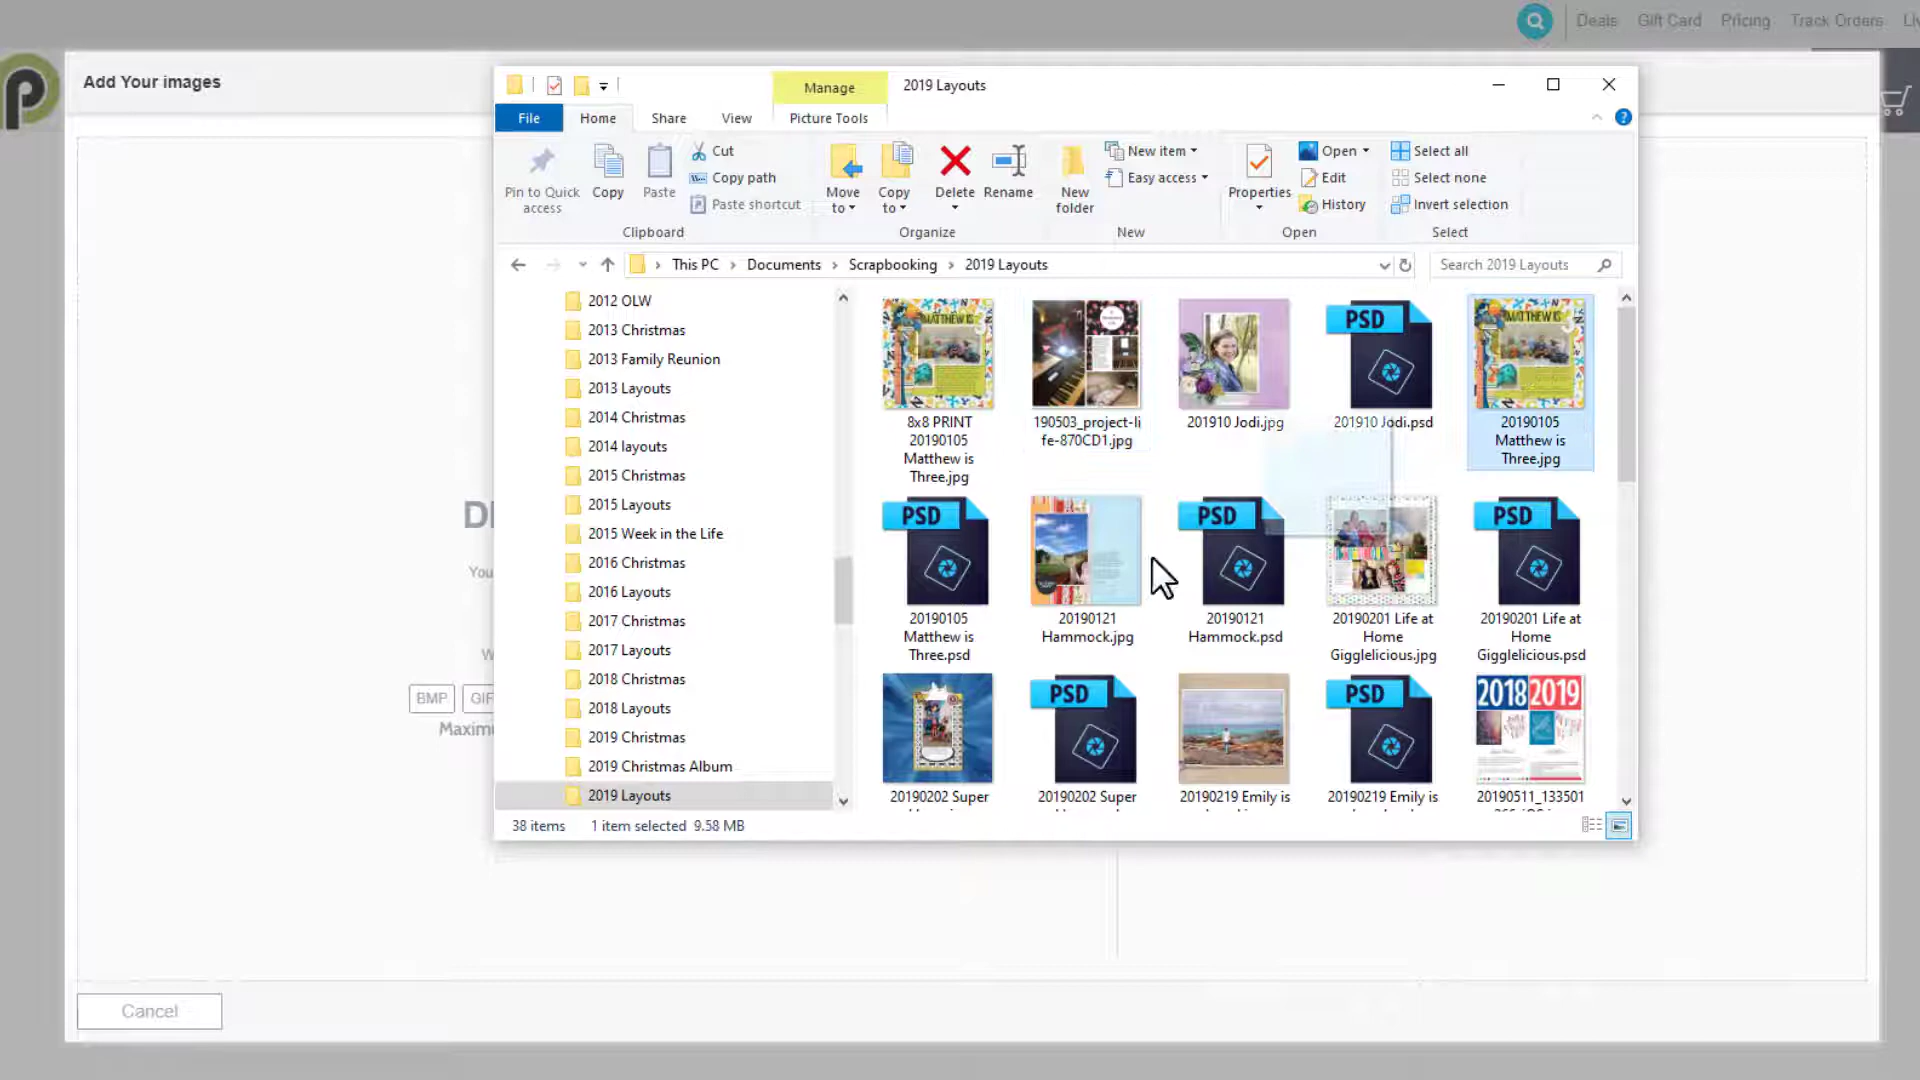 Deals Gift Card Pricing Track Orders
Add Your images
Manage 2019 Layouts
File Home Share View Picture Tools
Pin to Quick access
Copy
Paste
Cut
Copy path
Paste shortcut
Clipboard
Move to
Copy to
Delete
Rename
Organize
New folder
New item
Easy access
New
Properties
Open
Edit
History
Open
Select all
Select none
Invert selection
Select
This PC Documents Scrapbooking 2019 Layouts
Search 2019 Layouts
2012 OLW
2013 Christmas
2013 Family Reunion
2013 Layouts
2014 Christmas
2014 layouts
2015 Christmas
2015 Layouts
2015 Week in the Life
2016 Christmas
2016 Layouts
2017 Christmas
2017 Layouts
2018 Christmas
2018 Layouts
2019 Christmas
2019 Christmas Album
2019 Layouts
MATTHEW IS 3
8x8 PRINT
20190105
Matthew is
Three.jpg
190503_project-li
fe-870CD1.jpg
201910 Jodi.jpg
PSD
201910 Jodi.psd
MATTHEW IS
20190105
Matthew is
Three.jpg
PSD
20190105
Matthew is
Three.psd
20190121
Hammock.jpg
PSD
20190121
Hammock.psd
20190201 Life at
Home
Gigglelicious.jpg
PSD
20190201 Life at
Home
Gigglelicious.psd
20190202 Super
PSD
20190202 Super
20190219 Emily is
PSD
20190219 Emily is
2018 2019
20190511_133501
38 items 1 item selected 9.58 MB
BMP
Cancel